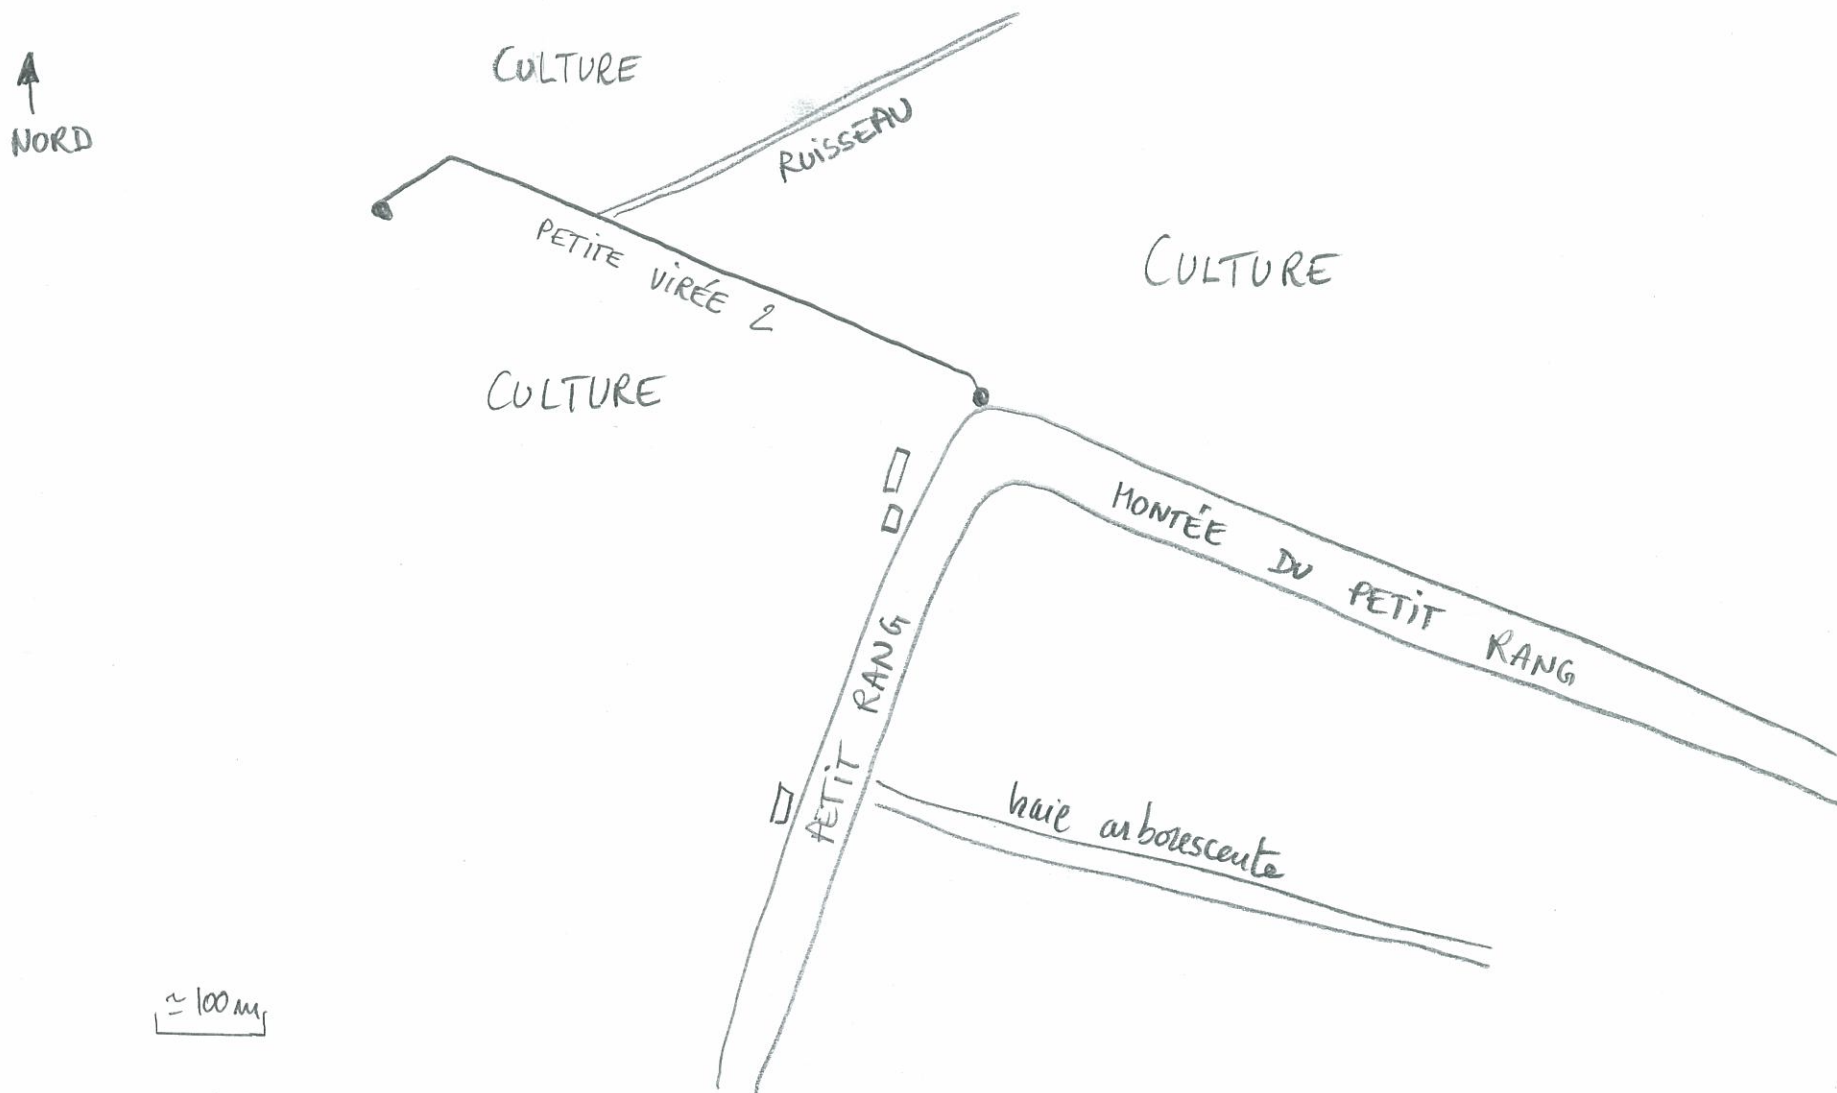 CULTURE
NORD
RUISSEAU
PETITE VIRÉE 2
CULTURE
CULTURE
MONTÉE DU PETIT RANG
PETIT RANG
haie arborescente
≃ 100 m